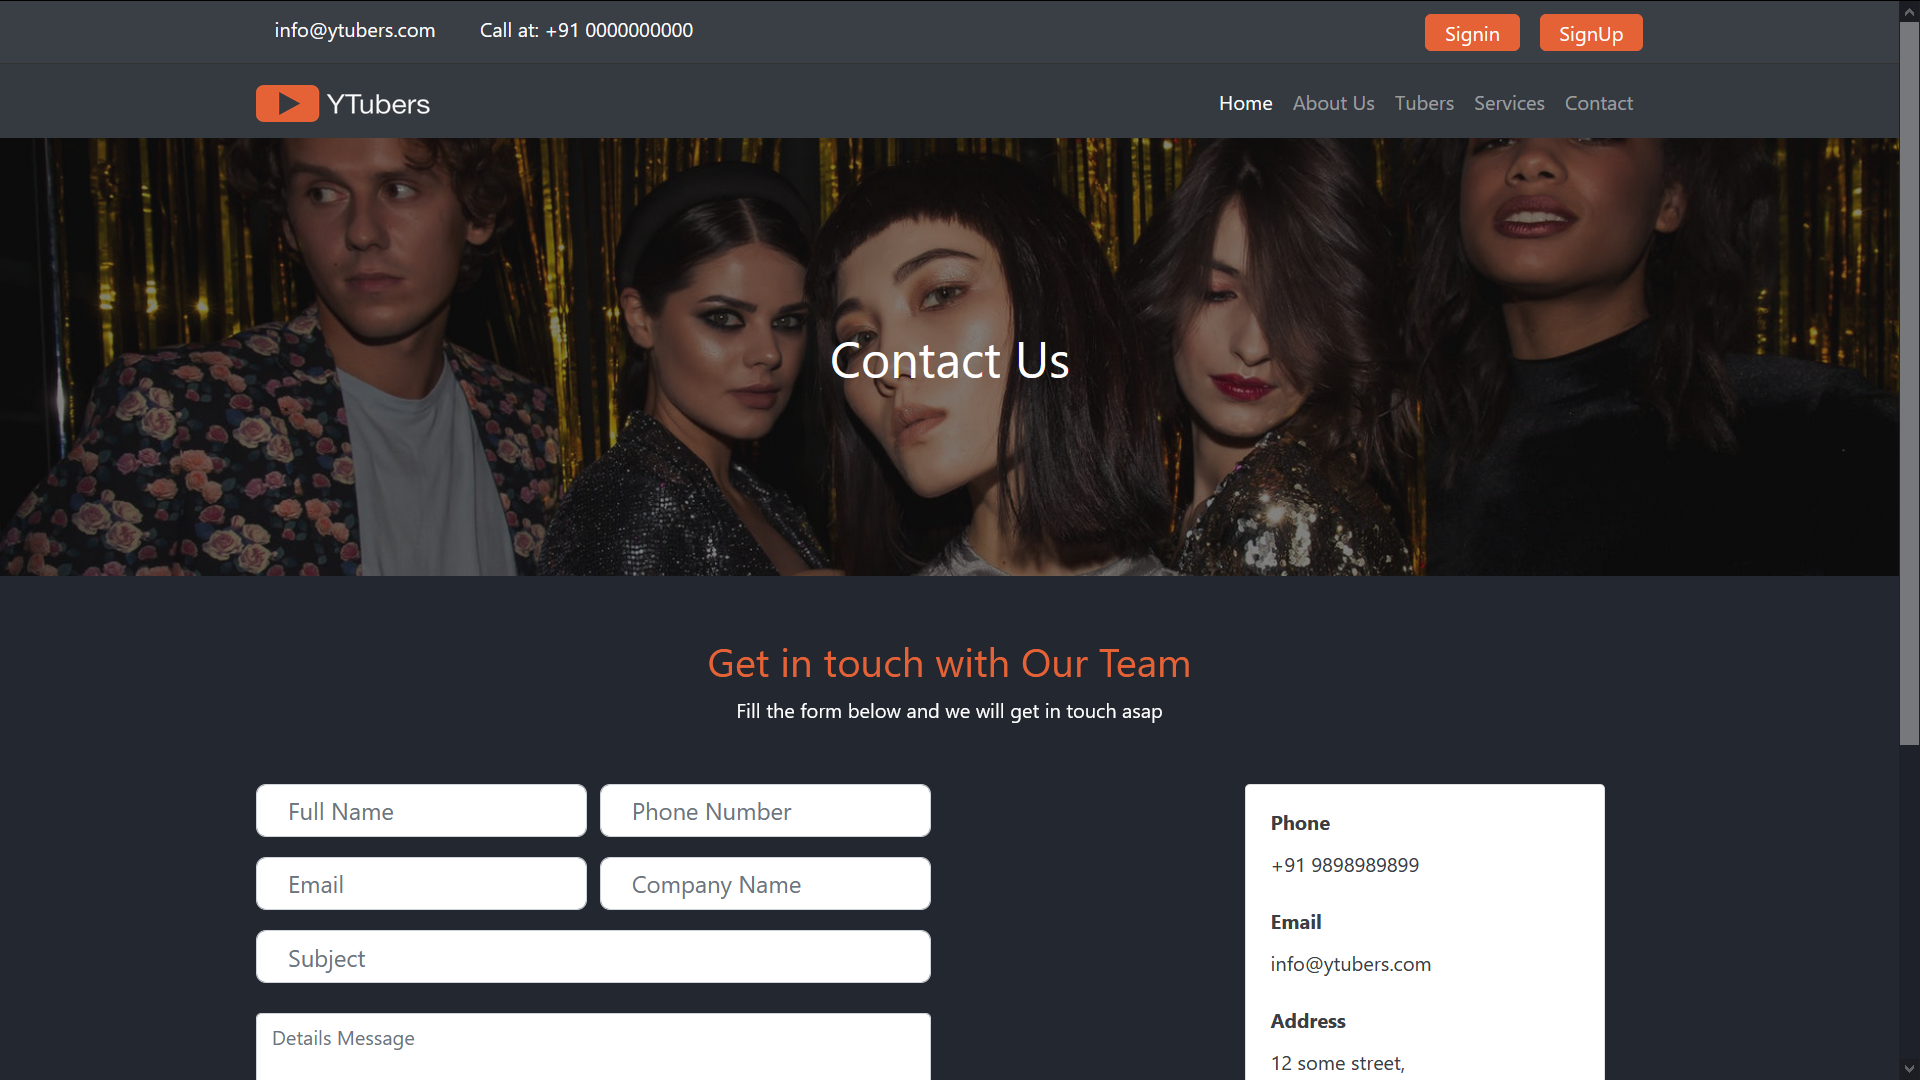 info@ytubers.com Call at: +91 0000000000 Signin SignUp
YTubers Home About Us Tubers Services Contact
Contact Us
Get in touch with Our Team
Fill the form below and we will get in touch asap
Full Name Phone Number
Email Company Name
Subject
Details Message
Phone
+91 9898989899
Email
info@ytubers.com
Address
12 some street,